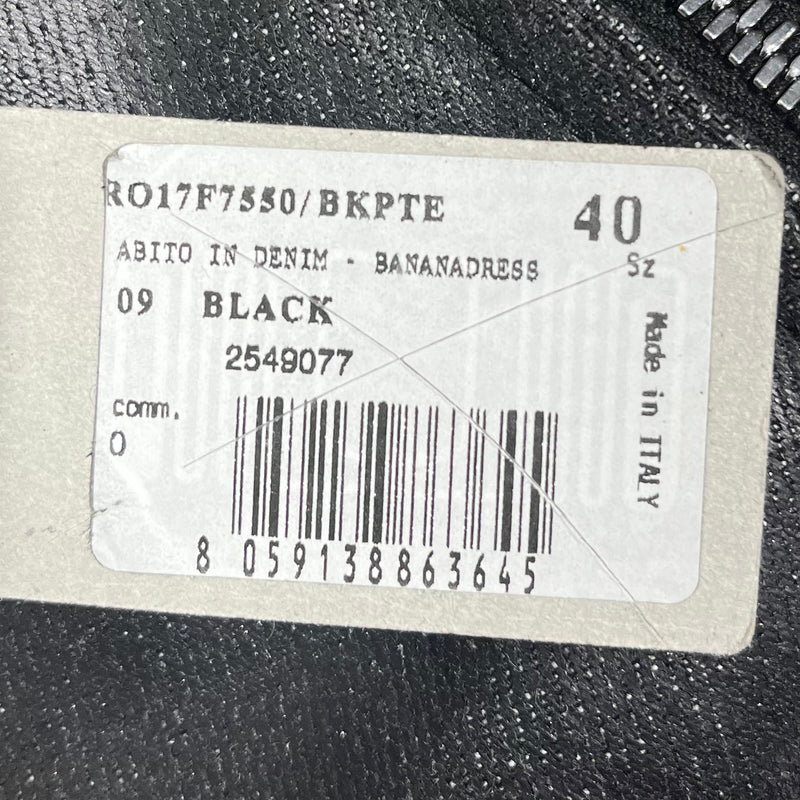 RO17F7550/BKPTE
40
Sz
ABITO IN DENIM - BANANADRESS
09 BLACK
2549077
comm.
0
Made in ITALY
8 059138863645